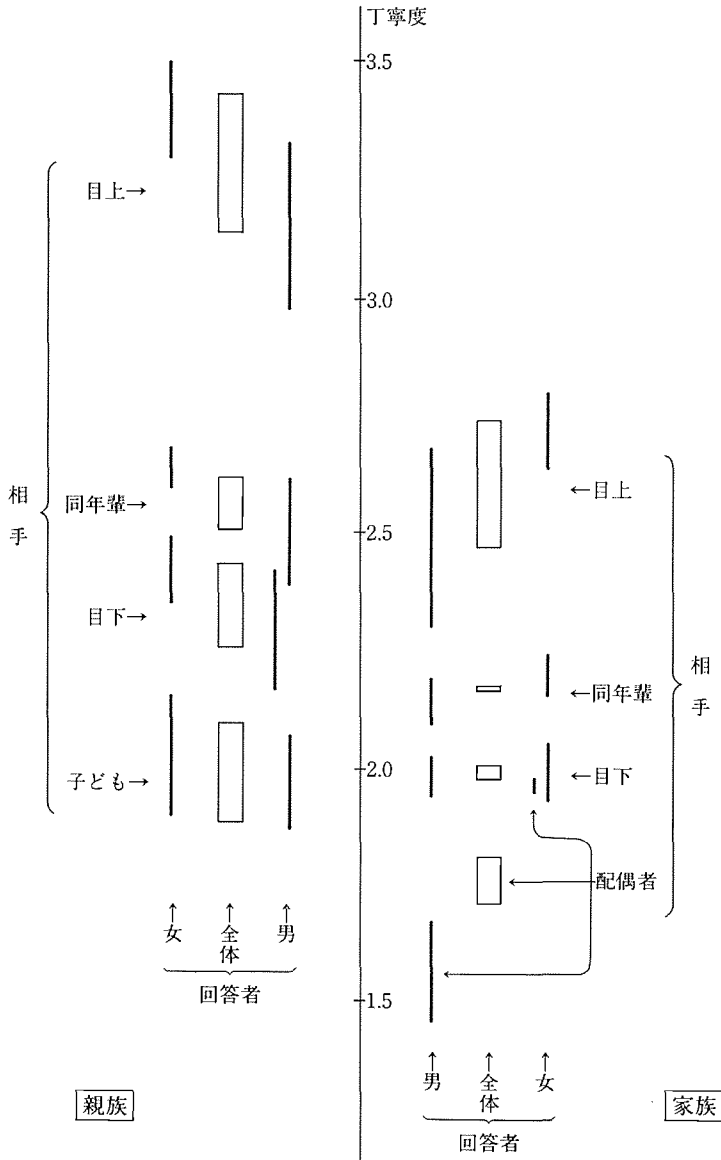 丁寧度
3.5
3.0
2.5
2.0
1.5
相手
目上→
同年輩→
目下→
子ども→
↑女
↑全体
↑男
回答者
親族
相手
←目上
←同年輩
←目下
←配偶者
↑男
↑全体
↑女
回答者
家族